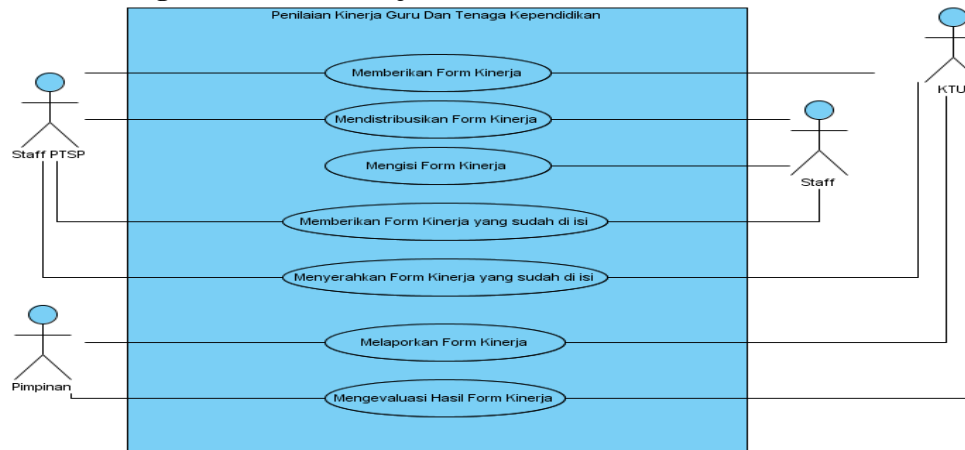 Penilaian Kinerja Guru Dan Tenaga Kependidikan
Memberikan Form Kinerja
KTU
Mendistribusikan Form Kinerja
Staff PTSP
Mengisi Form Kinerja
Staff
Memberikan Form Kinerja yang sudah di isi
Menyerahkan Form Kinerja yang sudah di isi
Melaporkan Form Kinerja
Pimpinan
Mengevaluasi Hasil Form Kinerja